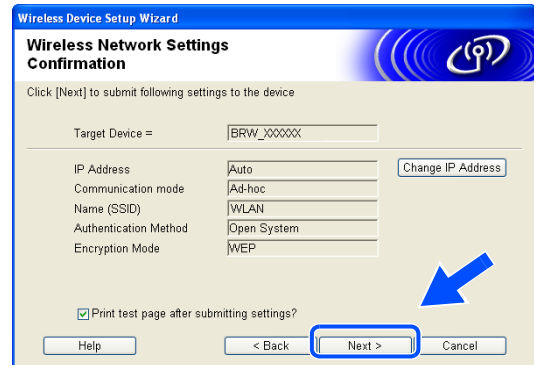 Wireless Device Setup Wizard
Wireless Network Settings
Confirmation
Click [Next] to submit following settings to the device
Target Device = BRW_XXXXXX
IP Address Auto Change IP Address
Communication mode Ad-hoc
Name (SSID) WLAN
Authentication Method Open System
Encryption Mode WEP
Print test page after submitting settings?
Help < Back Next > Cancel